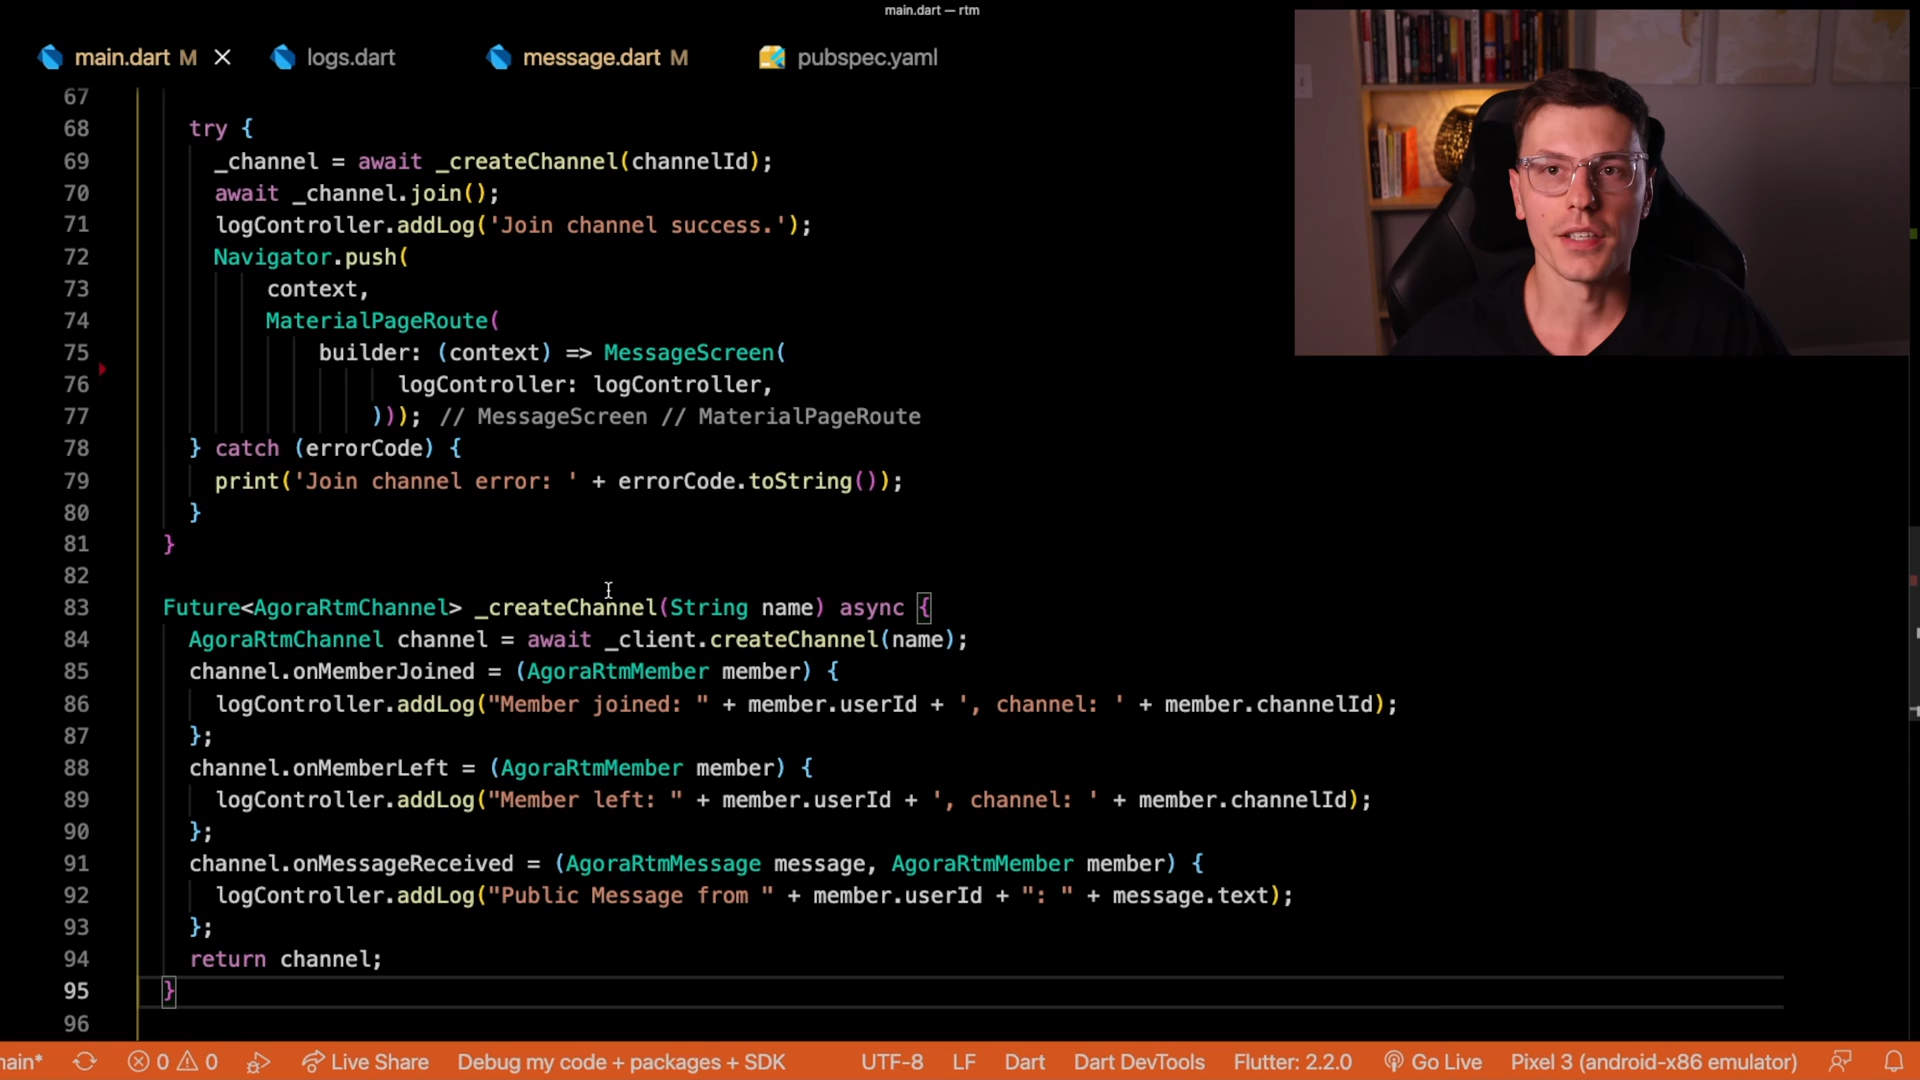 main.dart — rtm
main.dart M
logs.dart
message.dart M
pubspec.yaml
67
68 try {
69 _channel = await _createChannel(channelId);
70 await _channel.join();
71 logController.addLog('Join channel success.');
72 Navigator.push(
73 context,
74 MaterialPageRoute(
75 builder: (context) => MessageScreen(
76 logController: logController,
77 ))); // MessageScreen // MaterialPageRoute
78 } catch (errorCode) {
79 print('Join channel error: ' + errorCode.toString());
80 }
81 }
82
83 Future<AgoraRtmChannel> _createChannel(String name) async {
84 AgoraRtmChannel channel = await _client.createChannel(name);
85 channel.onMemberJoined = (AgoraRtmMember member) {
86 logController.addLog("Member joined: " + member.userId + ', channel: ' + member.channelId);
87 };
88 channel.onMemberLeft = (AgoraRtmMember member) {
89 logController.addLog("Member left: " + member.userId + ', channel: ' + member.channelId);
90 };
91 channel.onMessageReceived = (AgoraRtmMessage message, AgoraRtmMember member) {
92 logController.addLog("Public Message from " + member.userId + ": " + message.text);
93 };
94 return channel;
95 }
96
main* 0 0 Live Share Debug my code + packages + SDK UTF-8 LF Dart Dart DevTools Flutter: 2.2.0 Go Live Pixel 3 (android-x86 emulator)